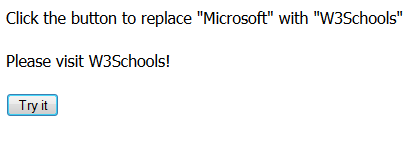 Click the button to replace "Microsoft" with "W3Schools"
Please visit W3Schools!
Try it